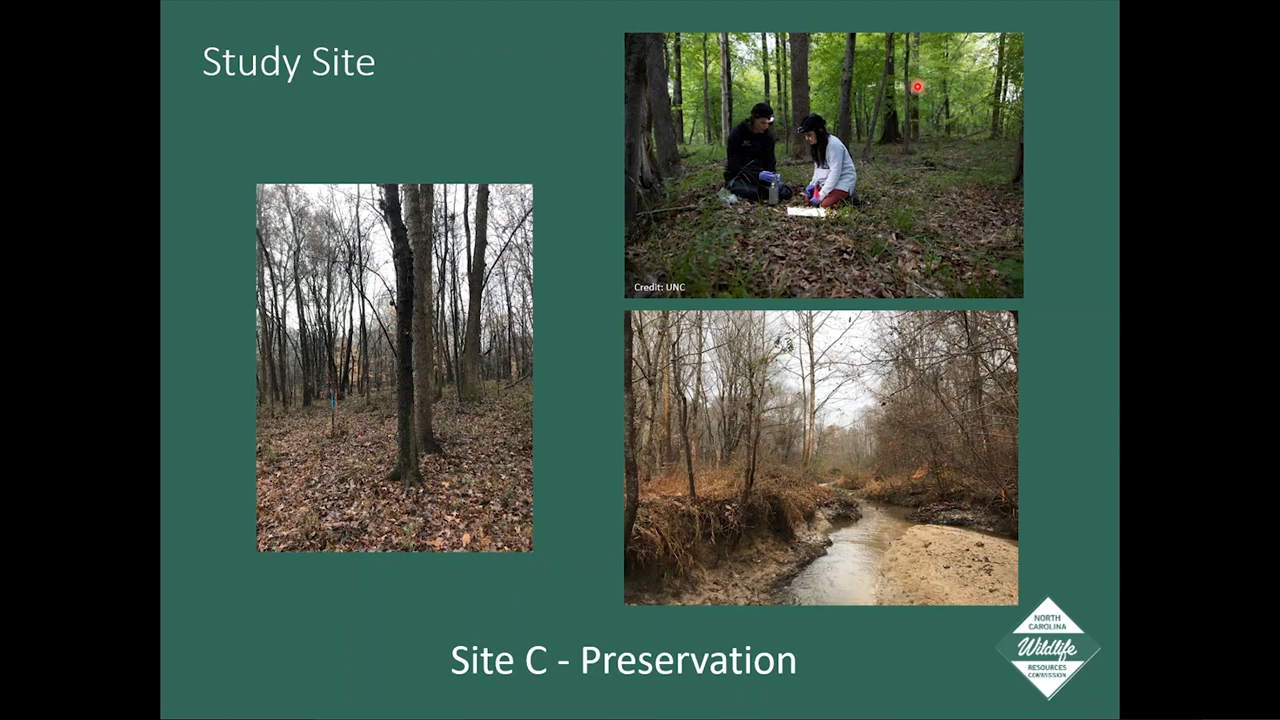 Study Site
Credit: UNC
Site C - Preservation
NORTH
CAROLINA
Wildlife
RESOURCES
COMMISSION